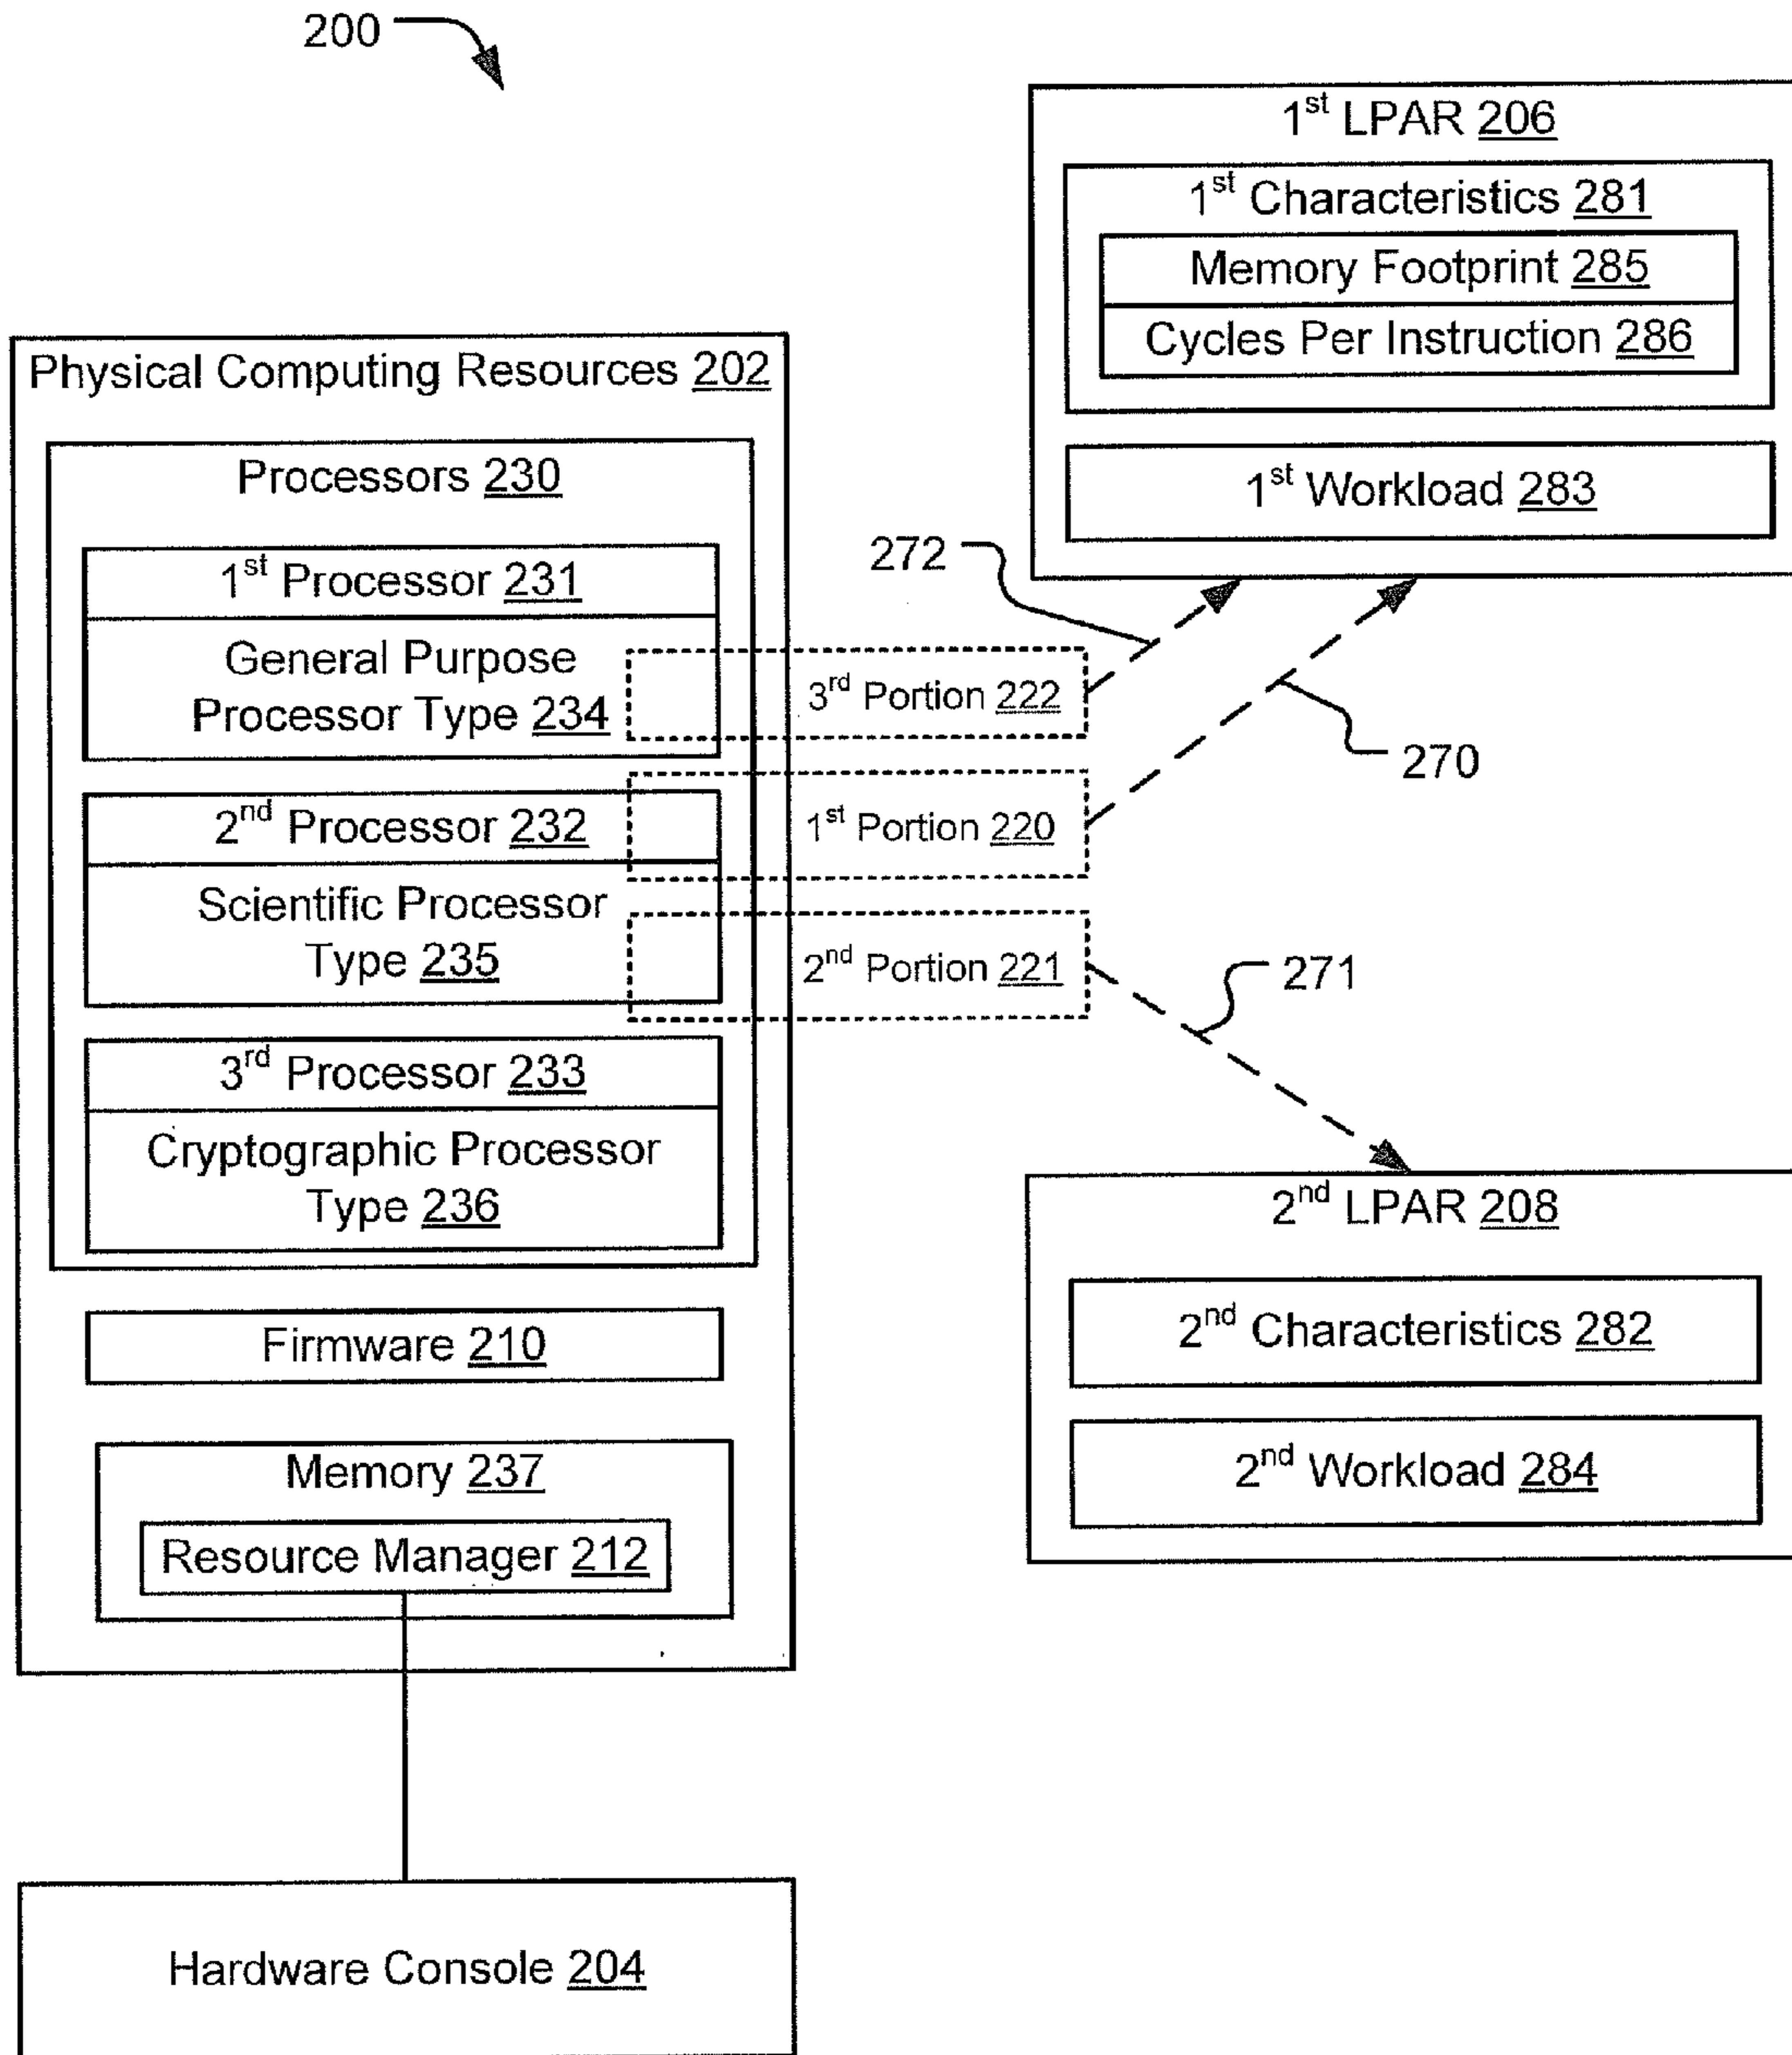 200
1st LPAR 206
1st Characteristics 281
Memory Footprint 285
Cycles Per Instruction 286
1st Workload 283
Physical Computing Resources 202
Processors 230
1st Processor 231
General Purpose
Processor Type 234
2nd Processor 232
Scientific Processor
Type 235
3rd Processor 233
Cryptographic Processor
Type 236
Firmware 210
Memory 237
Resource Manager 212
272
3rd Portion 222
270
1st Portion 220
2nd Portion 221
271
2nd LPAR 208
2nd Characteristics 282
2nd Workload 284
Hardware Console 204